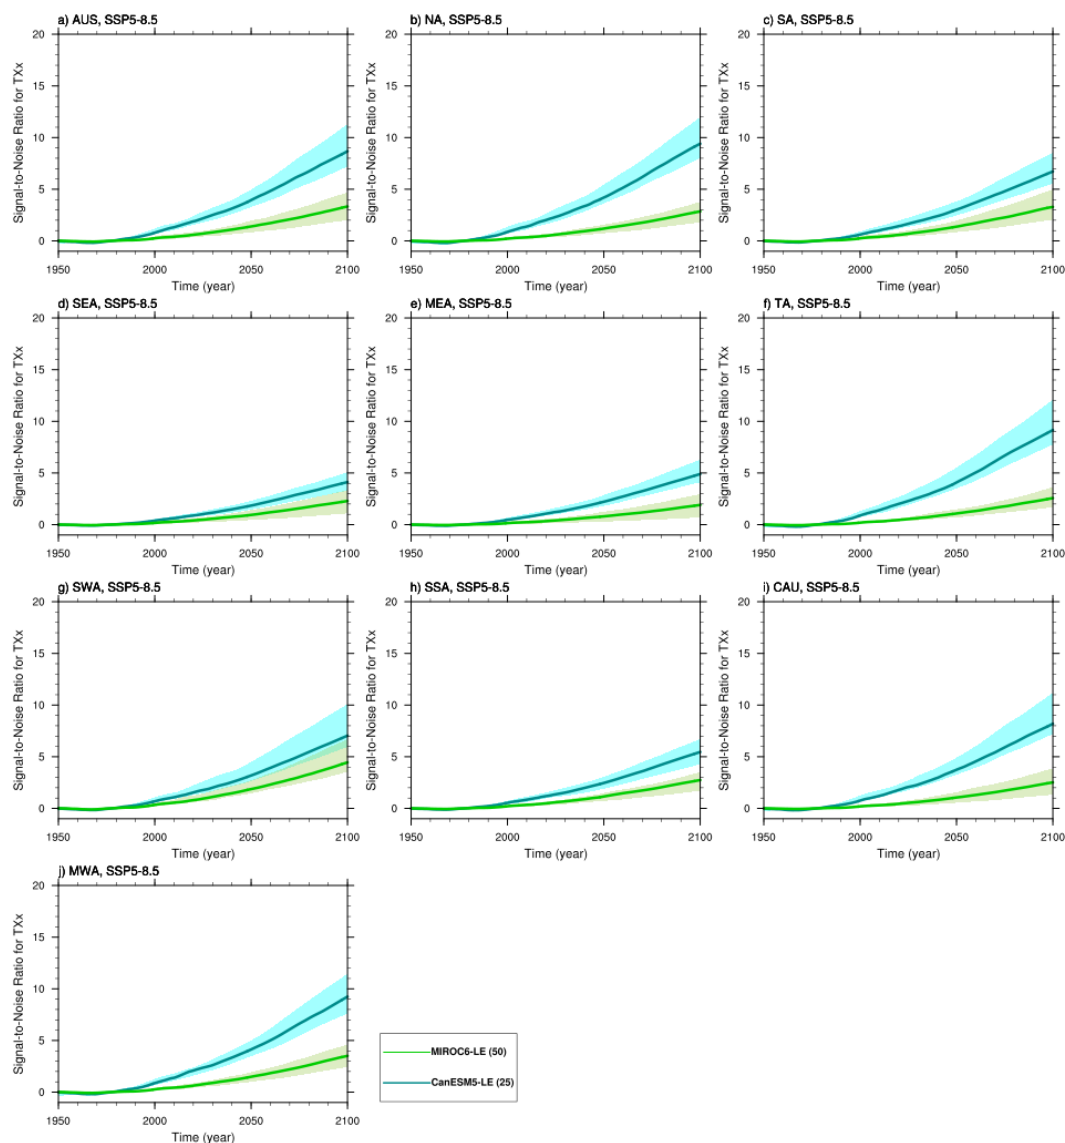 a) AUS, SSP5-8.5
b) NA, SSP5-8.5
c) SA, SSP5-8.5
20
20
20
15
15
15
10
10
10
5
5
5
0
0
0
Signal-to-Noise Ratio for TXx
Signal-to-Noise Ratio for TXx
Signal-to-Noise Ratio for TXx
1950 2000 2050 2100
1950 2000 2050 2100
1950 2000 2050 2100
Time (year)
Time (year)
Time (year)
d) SEA, SSP5-8.5
e) MEA, SSP5-8.5
f) TA, SSP5-8.5
20
20
20
15
15
15
10
10
10
5
5
5
0
0
0
Signal-to-Noise Ratio for TXx
Signal-to-Noise Ratio for TXx
Signal-to-Noise Ratio for TXx
1950 2000 2050 2100
1950 2000 2050 2100
1950 2000 2050 2100
Time (year)
Time (year)
Time (year)
g) SWA, SSP5-8.5
h) SSA, SSP5-8.5
i) CAU, SSP5-8.5
20
20
20
15
15
15
10
10
10
5
5
5
0
0
0
Signal-to-Noise Ratio for TXx
Signal-to-Noise Ratio for TXx
Signal-to-Noise Ratio for TXx
1950 2000 2050 2100
1950 2000 2050 2100
1950 2000 2050 2100
Time (year)
Time (year)
Time (year)
j) MWA, SSP5-8.5
20
15
10
5
0
Signal-to-Noise Ratio for TXx
1950 2000 2050 2100
Time (year)
MIROC6-LE (50)
CanESM5-LE (25)